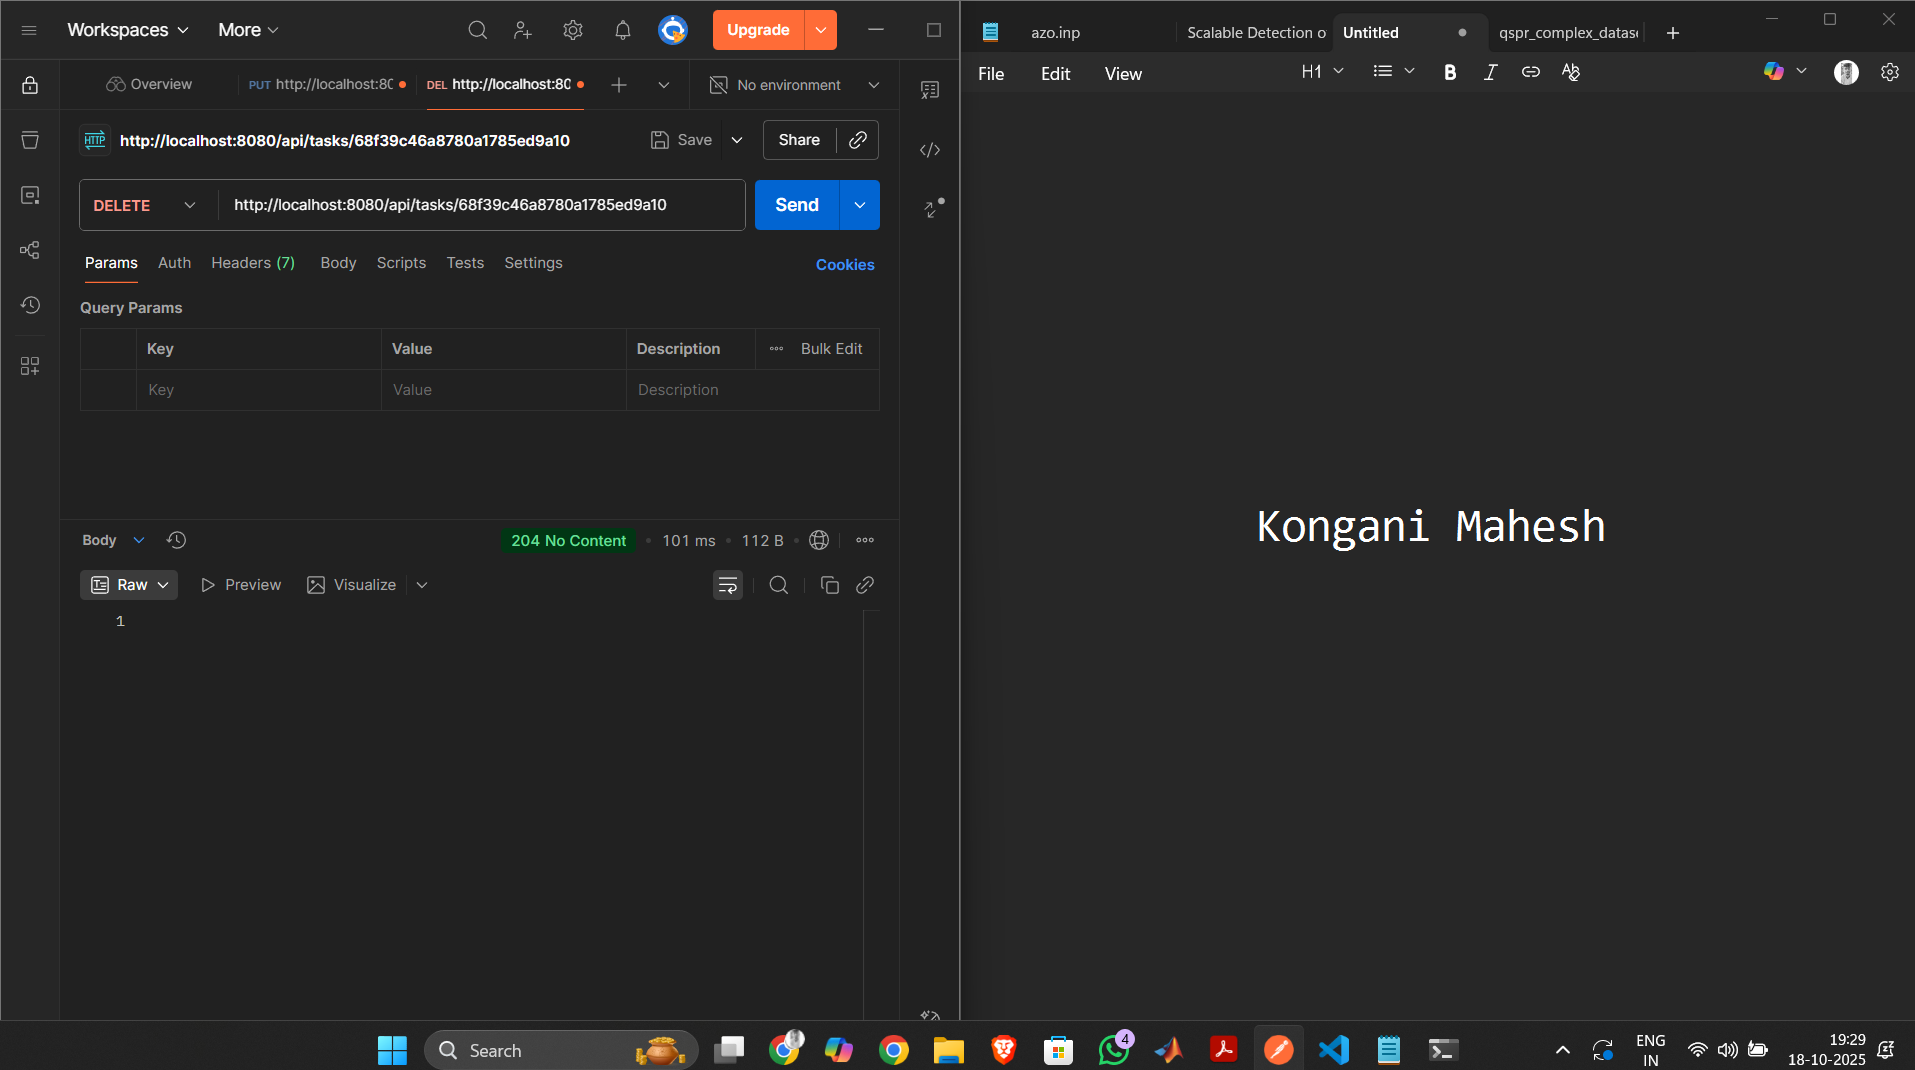 Workspaces More Upgrade
Overview PUT http://localhost:80 DEL http://localhost:80 No environment
HTTP http://localhost:8080/api/tasks/68f39c46a8780a1785ed9a10 Save Share
DELETE http://localhost:8080/api/tasks/68f39c46a8780a1785ed9a10 Send
Params Auth Headers (7) Body Scripts Tests Settings Cookies
Query Params
Key Value Description Bulk Edit
Key Value Description
Body 204 No Content 101 ms 112 B
Raw Preview Visualize
1
azo.inp Scalable Detection o Untitled qspr_complex_datas
File Edit View H1 B I
Kongani Mahesh
Search 4 ENG IN 19:29 18-10-2025